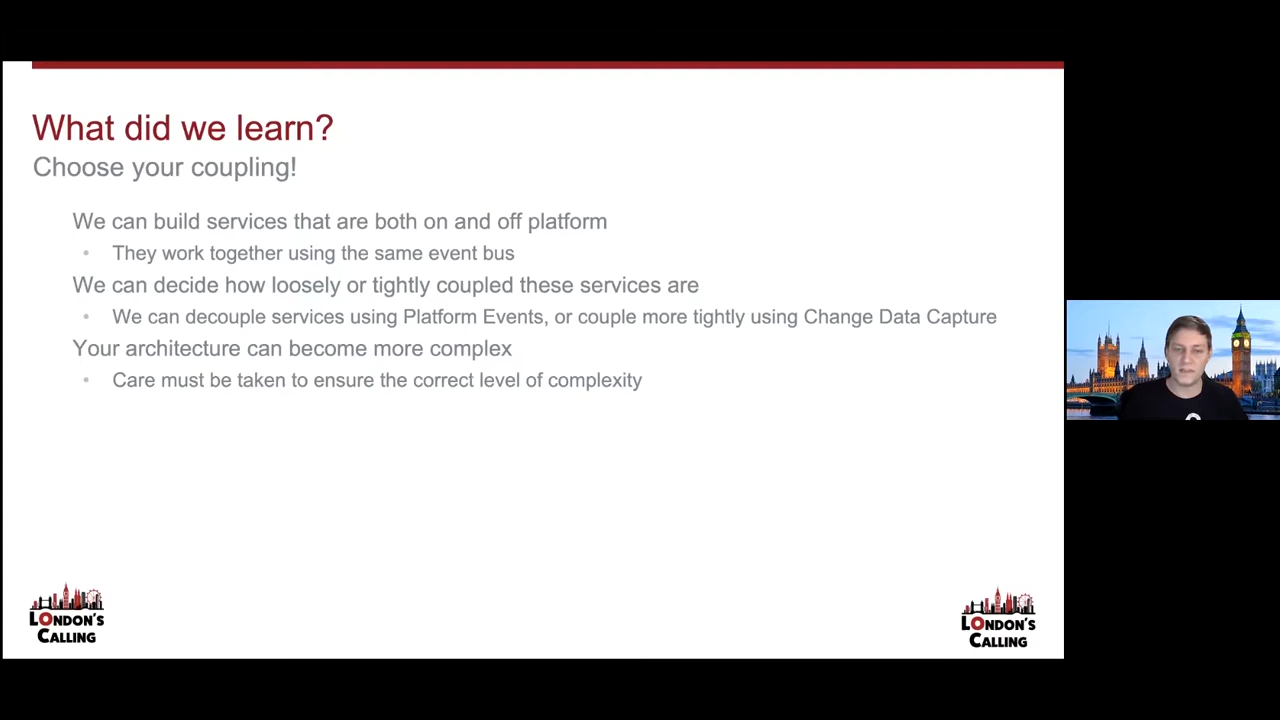 What did we learn?
Choose your coupling!
We can build services that are both on and off platform
• They work together using the same event bus
We can decide how loosely or tightly coupled these services are
• We can decouple services using Platform Events, or couple more tightly using Change Data Capture
Your architecture can become more complex
• Care must be taken to ensure the correct level of complexity
LONDON'S
CALLING
LONDON'S
CALLING